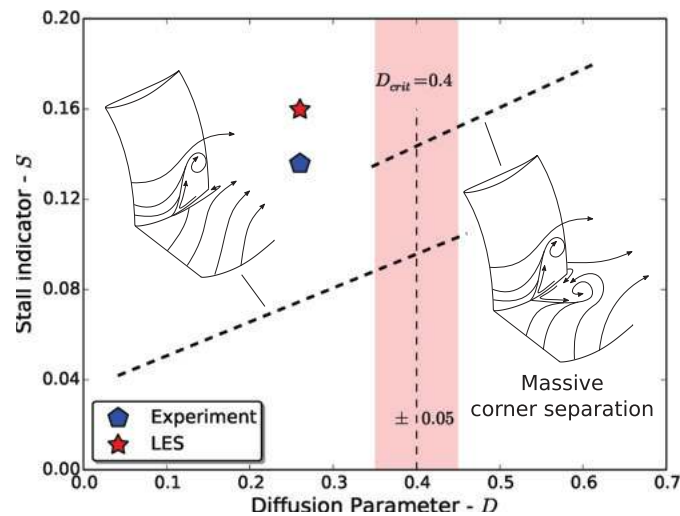 0.20
0.16
0.12
0.08
0.04
0.00
Stall indicator - S
D_crit=0.4
Massive
corner separation
± 0.05
Experiment
LES
0.0 0.1 0.2 0.3 0.4 0.5 0.6 0.7
Diffusion Parameter - D